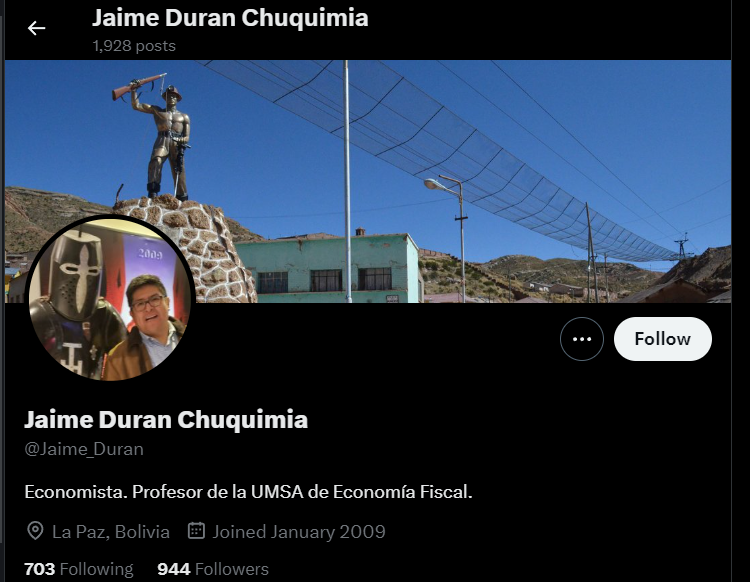 Jaime Duran Chuquimia
1,928 posts
2009
Jaime Duran Chuquimia
@Jaime_Duran
Economista. Profesor de la UMSA de Economía Fiscal.
La Paz, Bolivia Joined January 2009
703 Following 944 Followers
Follow